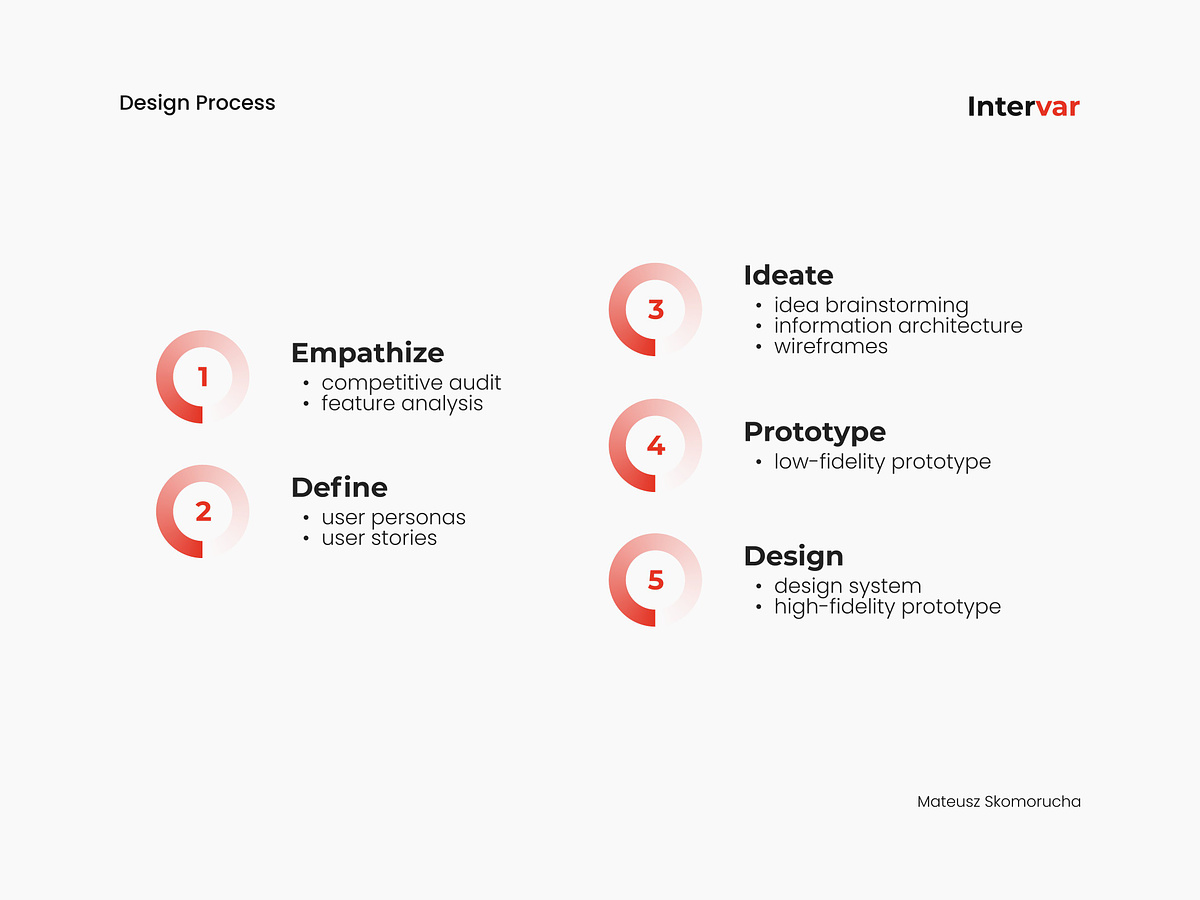 Design Process
Intervar
1
Empathize
• competitive audit
• feature analysis
2
Define
• user personas
• user stories
3
Ideate
• idea brainstorming
• information architecture
• wireframes
4
Prototype
• low-fidelity prototype
5
Design
• design system
• high-fidelity prototype
Mateusz Skomorucha